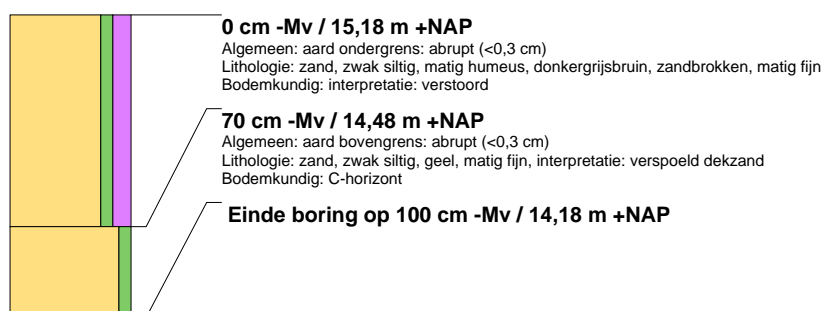 0 cm -Mv / 15,18 m +NAP
Algemeen: aard ondergrens: abrupt (<0,3 cm)
Lithologie: zand, zwak siltig, matig humeus, donkergrijsbruin, zandbrokken, matig fijn
Bodemkundig: interpretatie: verstoord
70 cm -Mv / 14,48 m +NAP
Algemeen: aard bovengrens: abrupt (<0,3 cm)
Lithologie: zand, zwak siltig, geel, matig fijn, interpretatie: verspoeld dekzand
Bodemkundig: C-horizont
Einde boring op 100 cm -Mv / 14,18 m +NAP